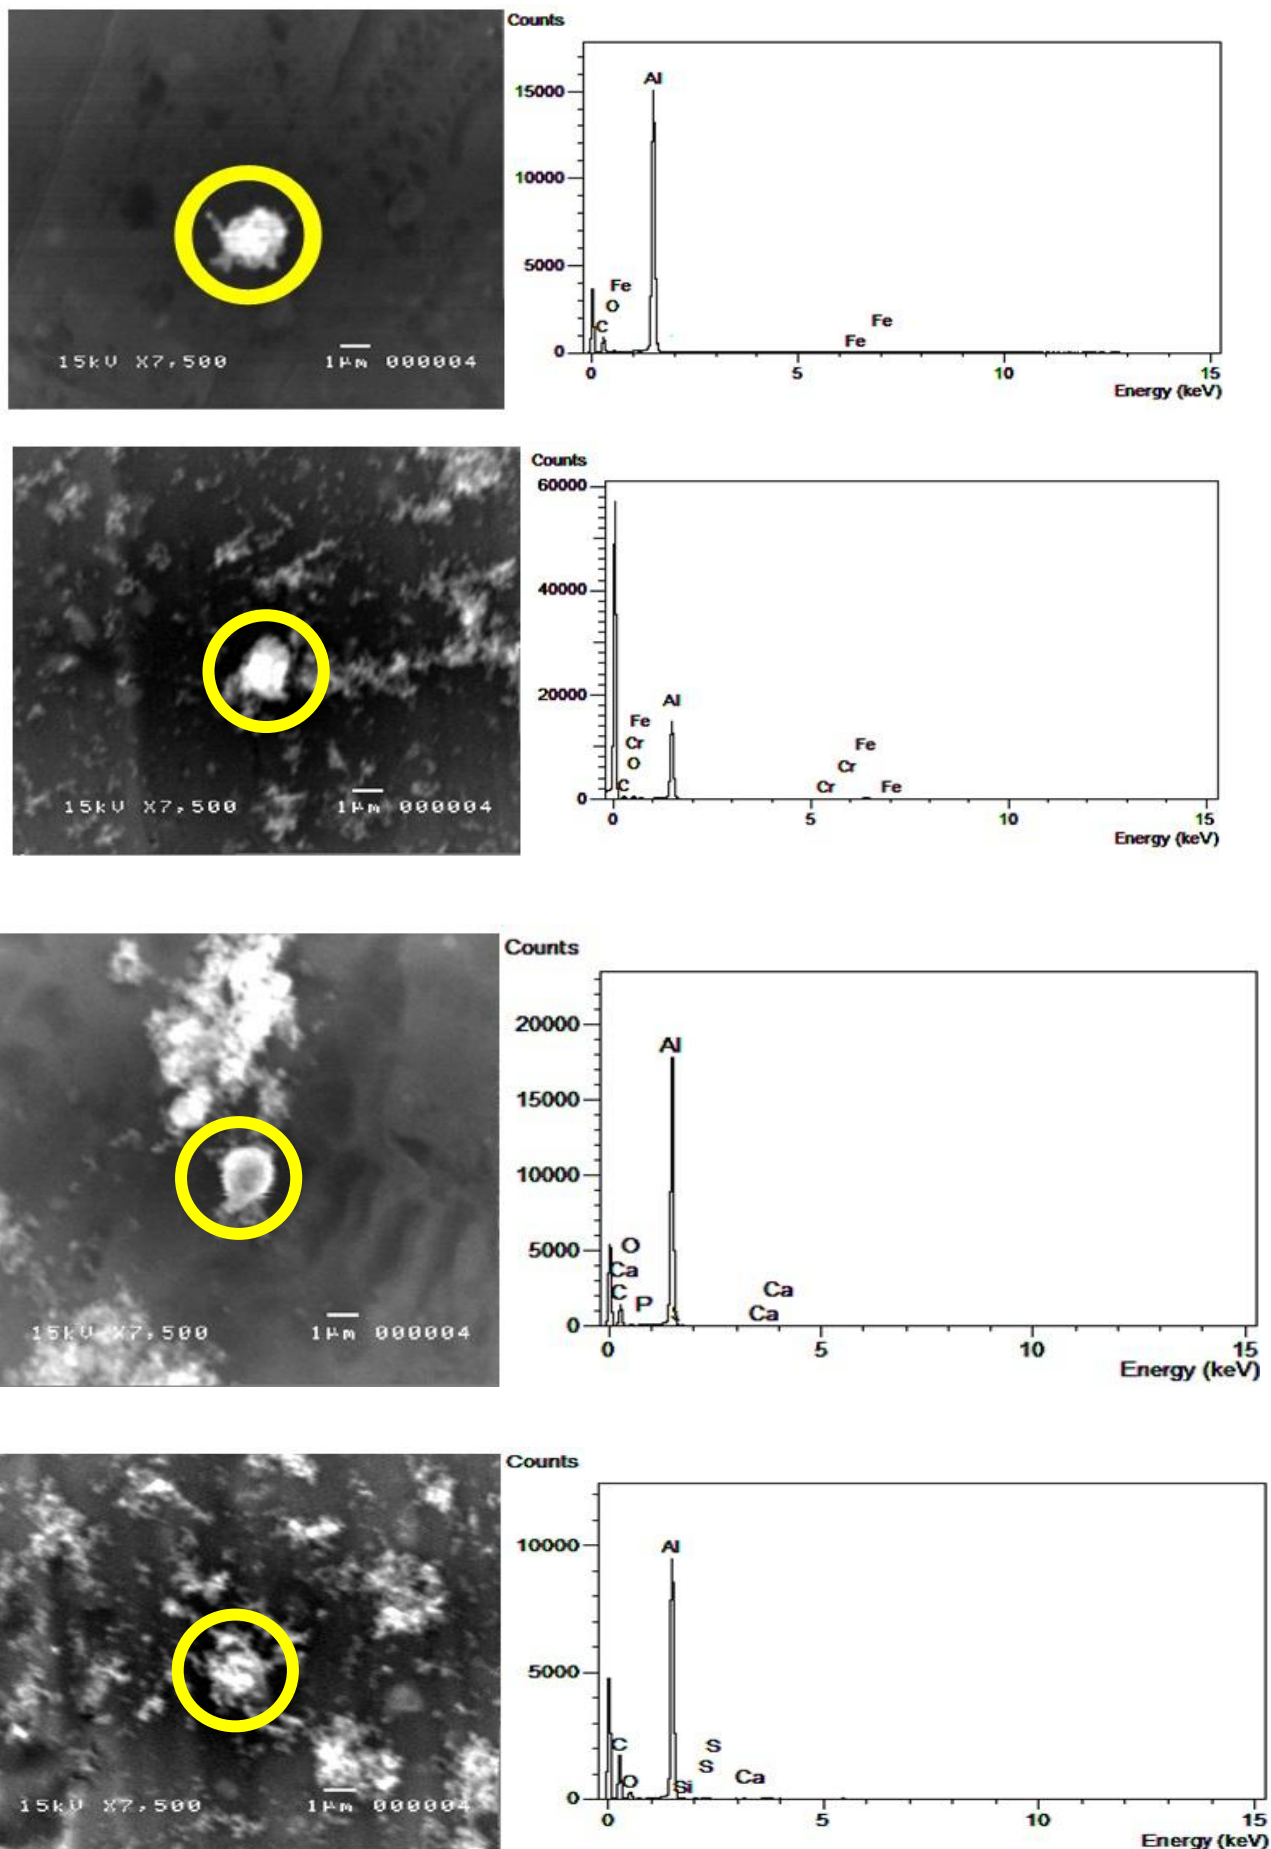 Counts
Al
15000
10000
5000
Fe
O
C
Fe
Fe
0
0 5 10 15
Energy (keV)
15kV X7,500 1µm 000004
Counts
60000
40000
20000
Al
Fe
Cr
O
C
Fe
Cr
Cr
Fe
0
0 5 10 15
Energy (keV)
15kV X7,500 1µm 000004
Counts
20000
Al
15000
10000
5000
O
Ca
C
P
Ca
Ca
0
0 5 10 15
Energy (keV)
15kV X7,500 1µm 000004
Counts
10000
Al
5000
C
O
Si
S
S
Ca
0
0 5 10 15
Energy (keV)
15kV X7,500 1µm 000004